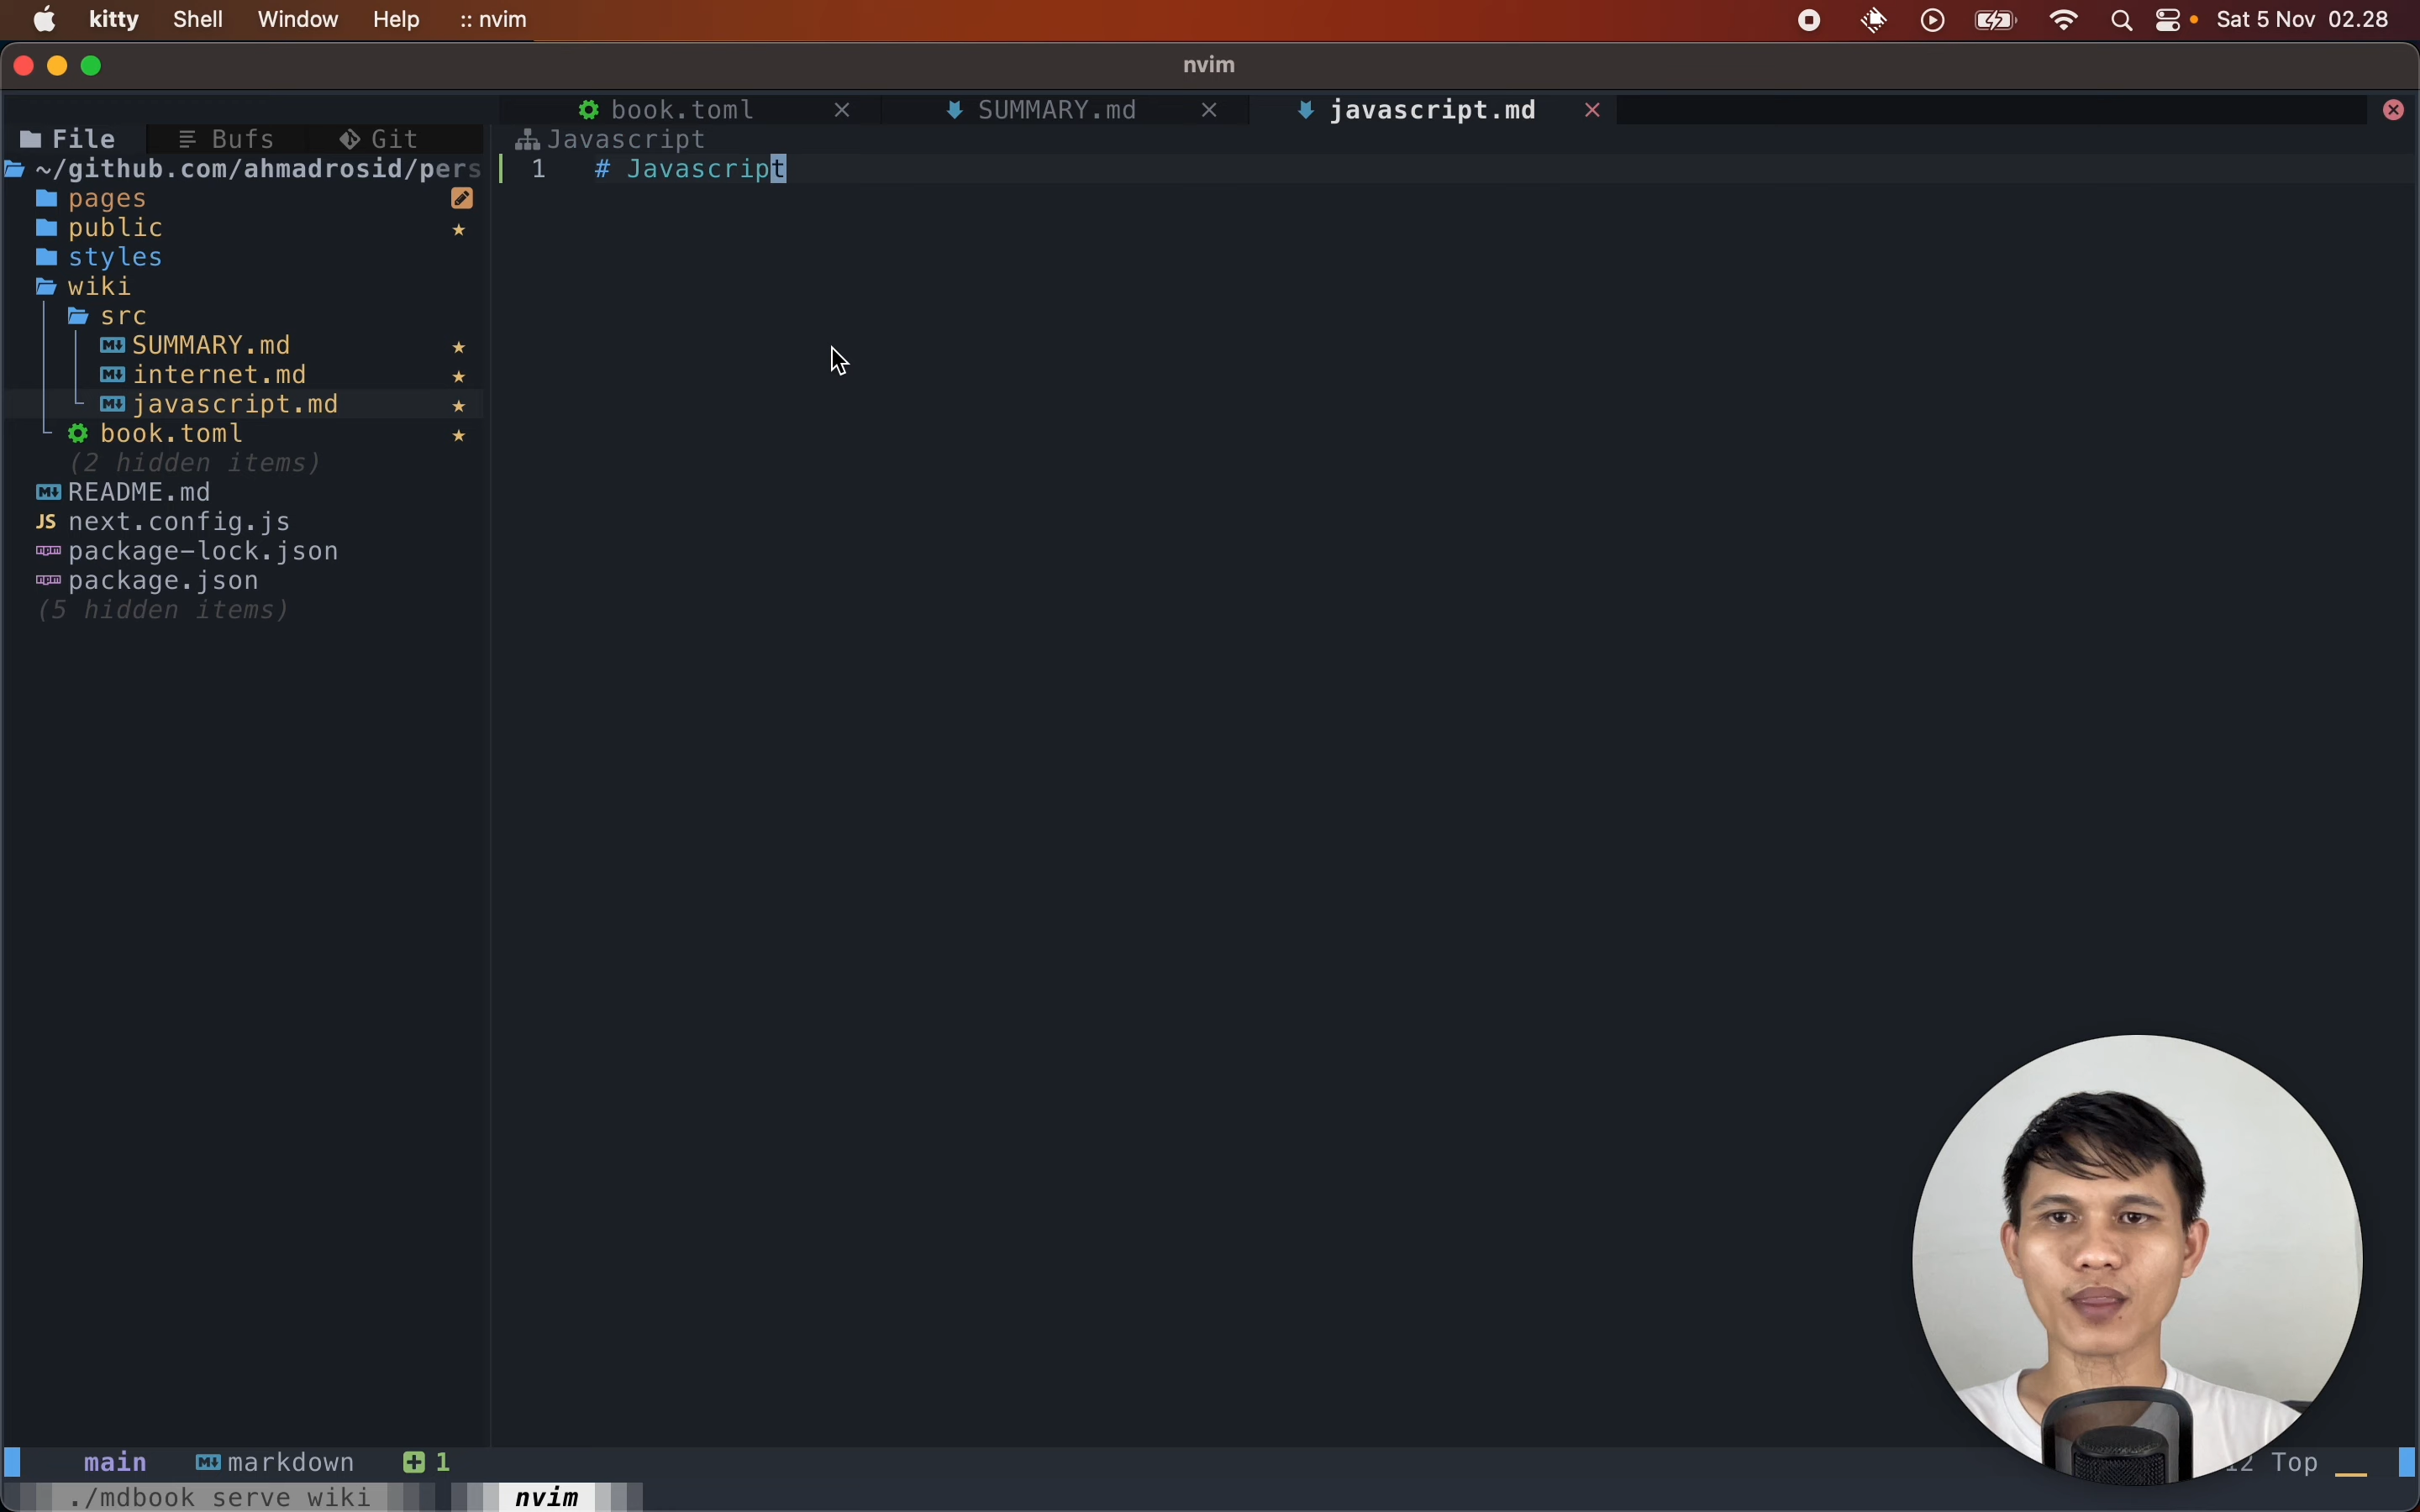 kitty Shell Window Help :: nvim Sat 5 Nov 02.28
nvim
book.toml SUMMARY.md javascript.md
File Bufs Git Javascript
~/github.com/ahmadrosid/pers
1 # Javascript
pages
public
styles
wiki
src
SUMMARY.md
internet.md
javascript.md
book.toml
(2 hidden items)
README.md
JS next.config.js
package-lock.json
package.json
(5 hidden items)
main markdown 1 Top
./mdbook serve wiki nvim